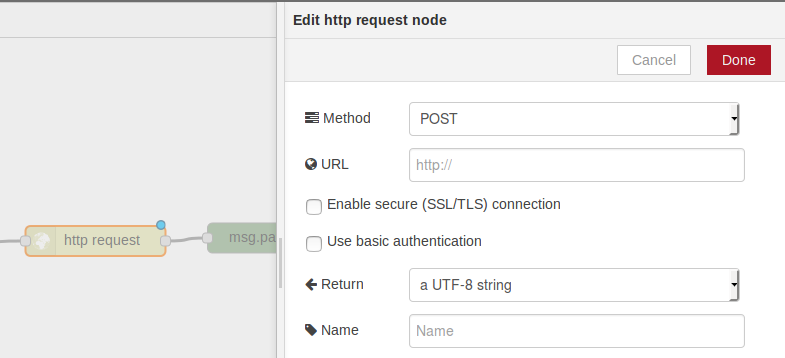 Edit http request node
Cancel
Done
Method
POST
URL
http://
Enable secure (SSL/TLS) connection
Use basic authentication
http request
msg.pa
Return
a UTF-8 string
Name
Name